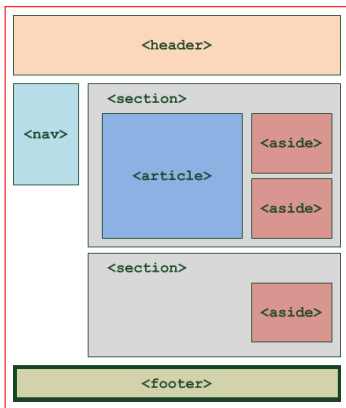 <header>
<section>
<nav>
<aside>
<article>
<aside>
<section>
<aside>
<footer>